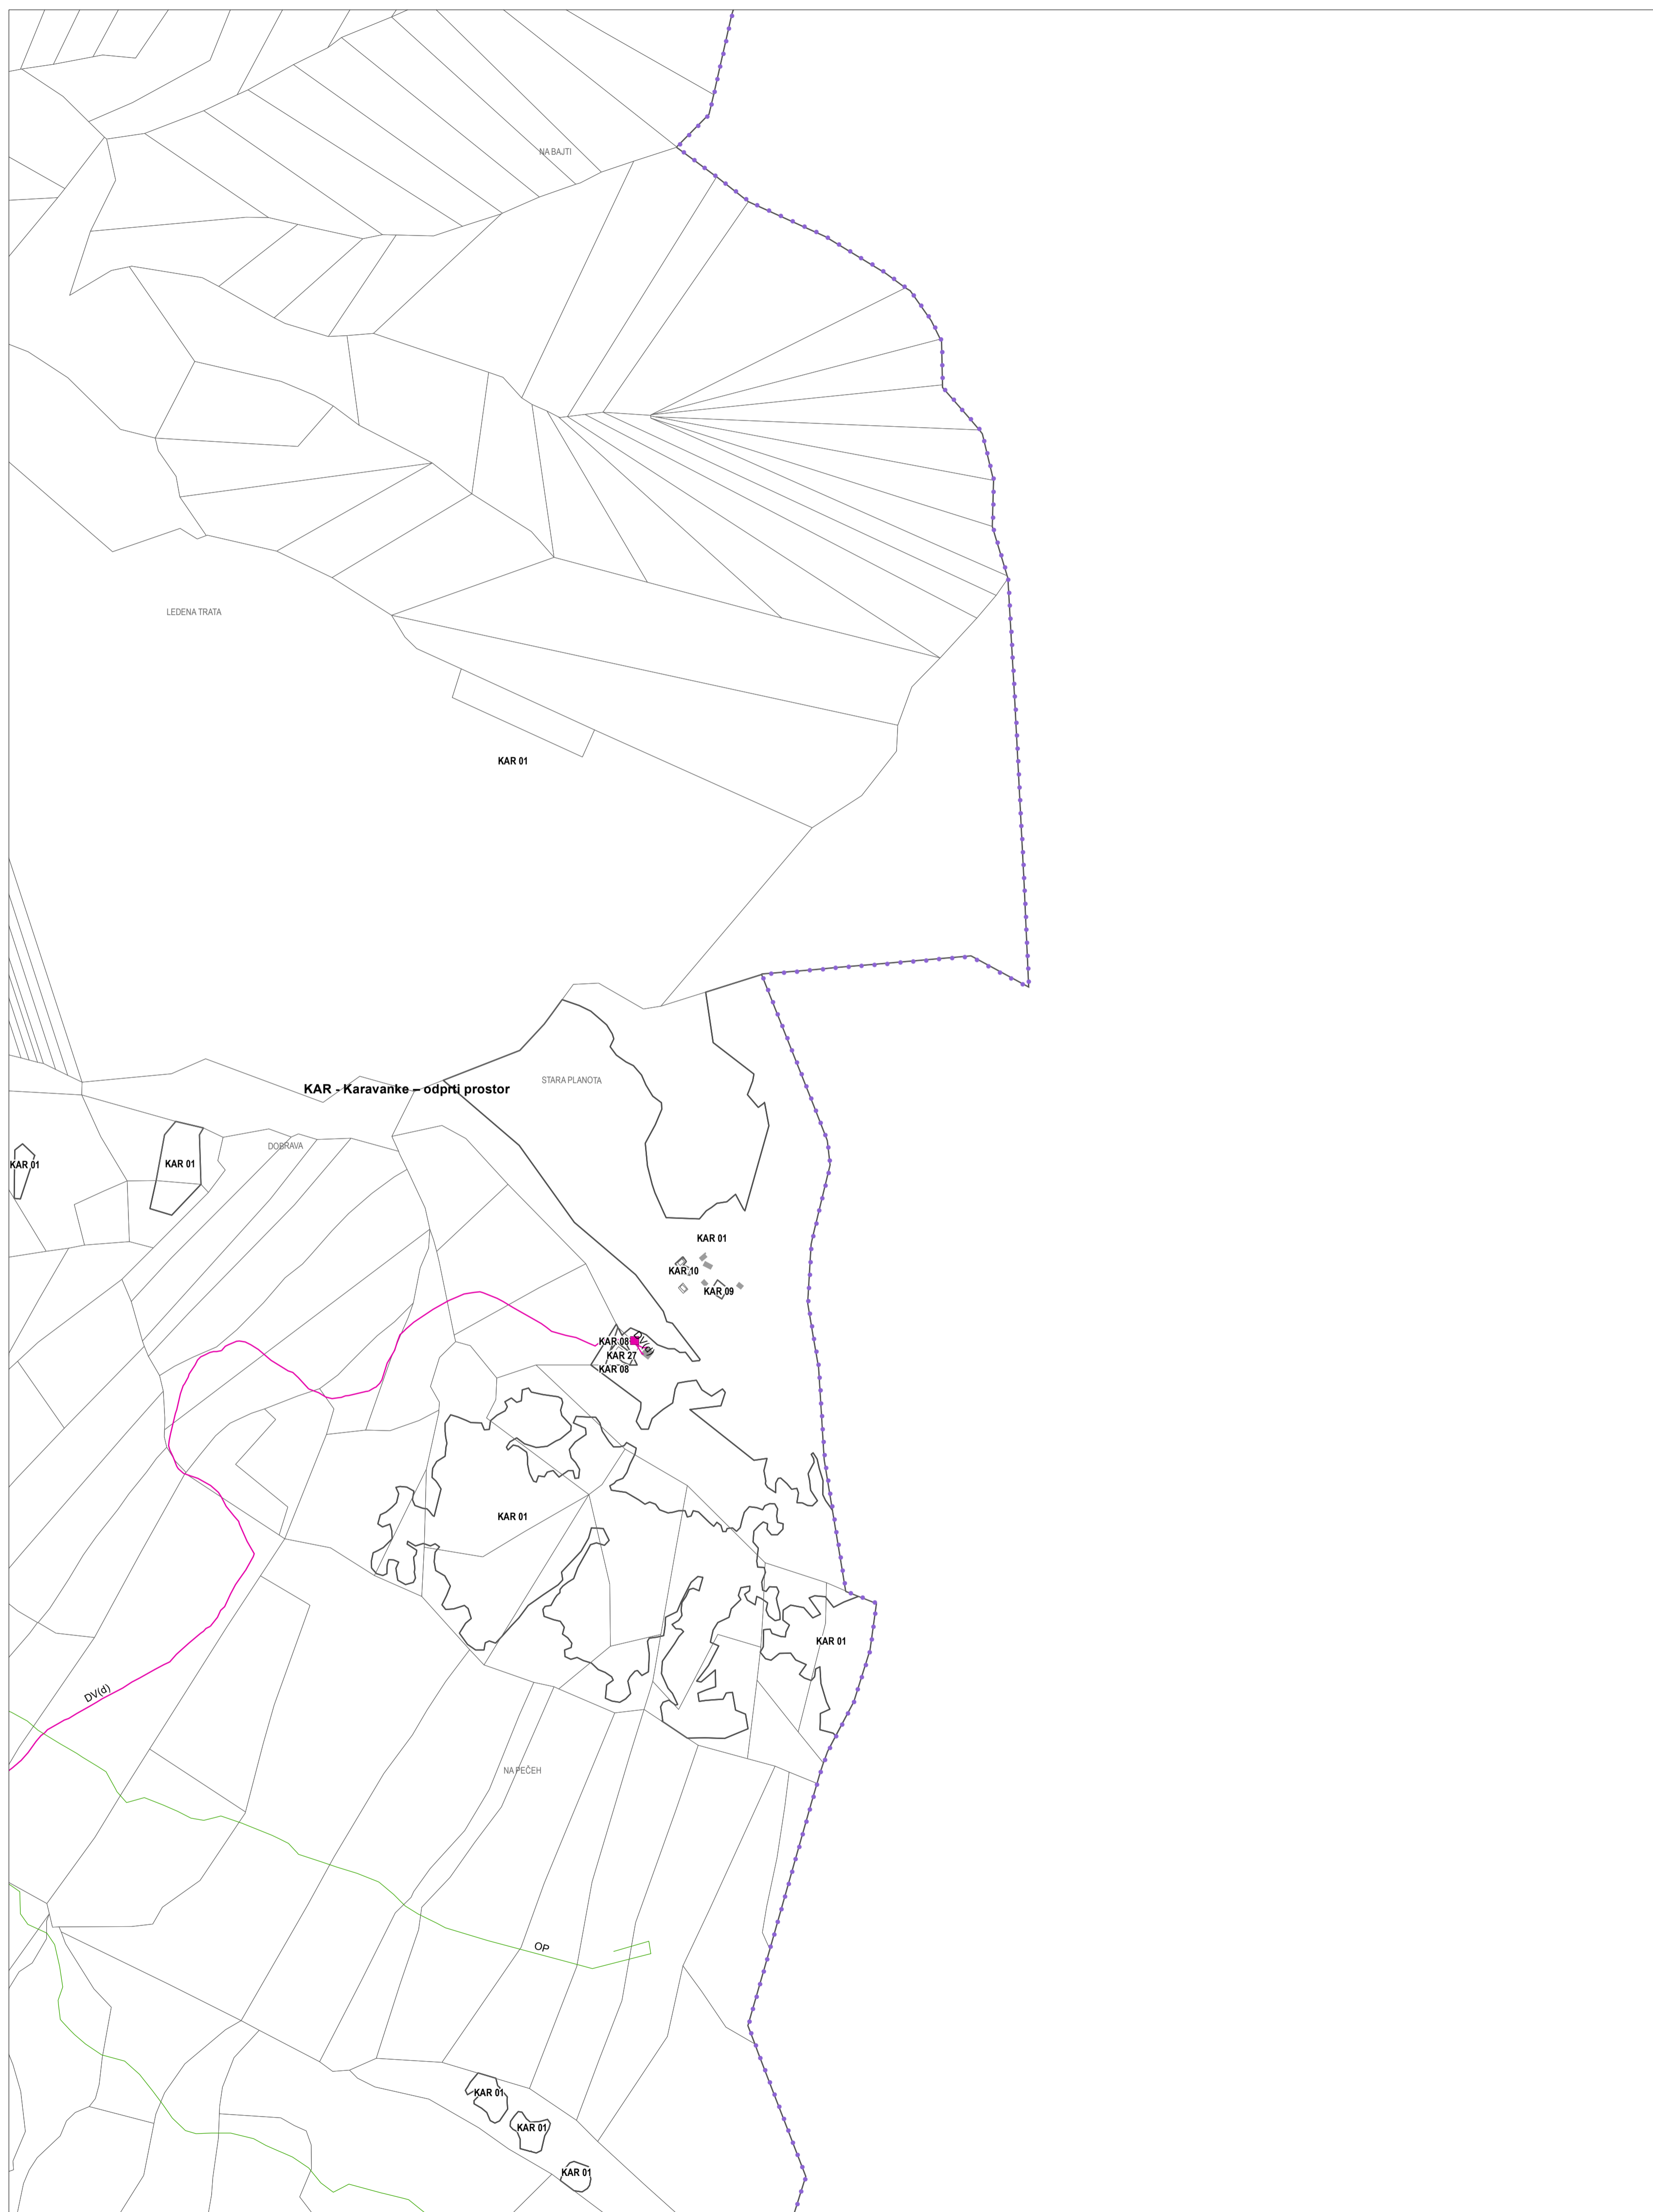 NA BAJTI
LEDENA TRATA
KAR 01
STARA PLANOTA
KAR - Karavanke – odprti prostor
DOBRAVA
KAR 01
KAR 01
KAR 01
KAR 10
KAR 09
DV(d)
KAR 08
KAR 27
KAR 08
KAR 01
KAR 01
DV(d)
NA PEČEH
OP
KAR 01
KAR 01
KAR 01